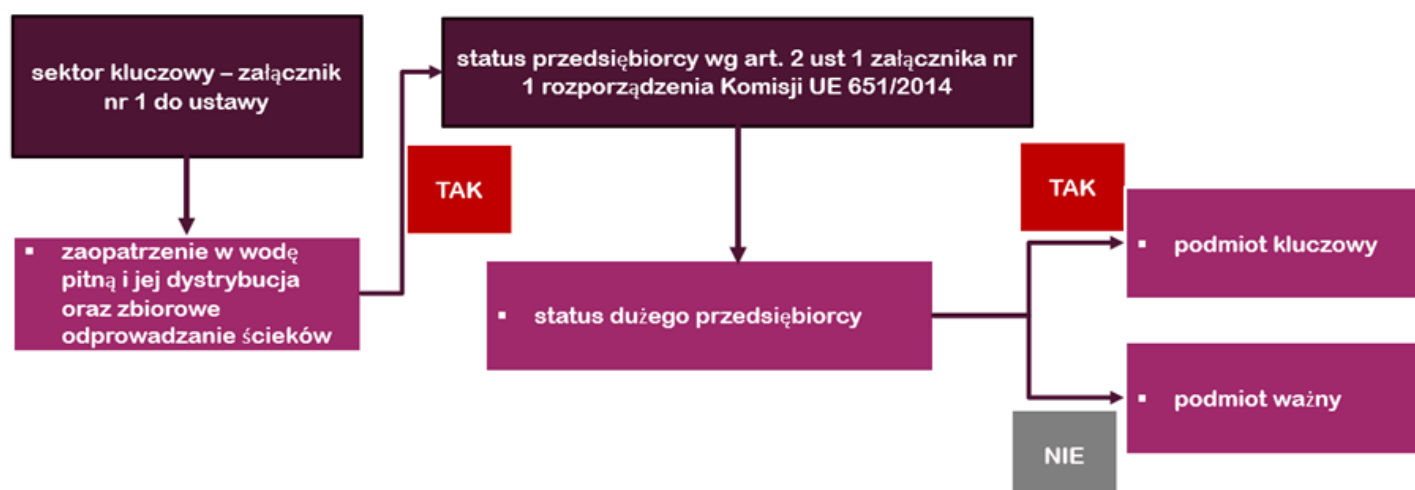 sektor kluczowy – załącznik
nr 1 do ustawy
status przedsiębiorcy wg art. 2 ust 1 załącznika nr
1 rozporządzenia Komisji UE 651/2014
TAK
▪ zaopatrzenie w wodę
pitną i jej dystrybucja
oraz zbiorowe
odprowadzanie ścieków
▪ status dużego przedsiębiorcy
TAK
▪ podmiot kluczowy
▪ podmiot ważny
NIE